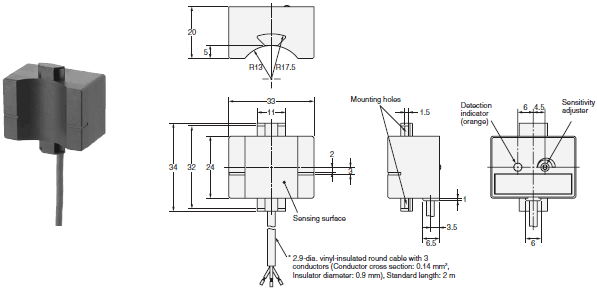 20
5
R13
R17.5
33
11
34
32
24
2
3
Sensing surface
Mounting holes
1.5
1
3.5
6.5
Detection
indicator
(orange)
6
4.5
Sensitivity
adjuster
6
* 2.9-dia. vinyl-insulated round cable with 3
conductors (Conductor cross section: 0.14 mm²,
Insulator diameter: 0.9 mm), Standard length: 2 m